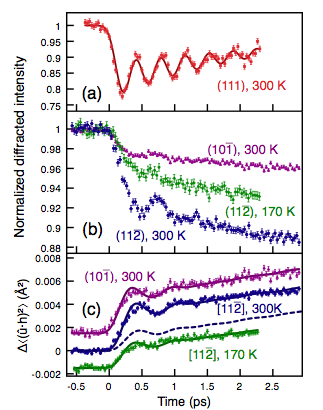 Normalized diffracted intensity
1
0.95
0.9
0.85
0.8
0.75
(a)
(111), 300 K
1
0.98
0.96
0.94
0.92
0.9
0.88
(101̄), 300 K
(112̄), 170 K
(b)
(112̄), 300 K
Δ⟨(û·h)²⟩ (Å²)
0.008
0.006
0.004
0.002
0
-0.002
(101̄), 300 K
(c)
[112̄], 300K
[112̄], 170 K
-0.5 0 0.5 1.0 1.5 2.0 2.5
Time (ps)